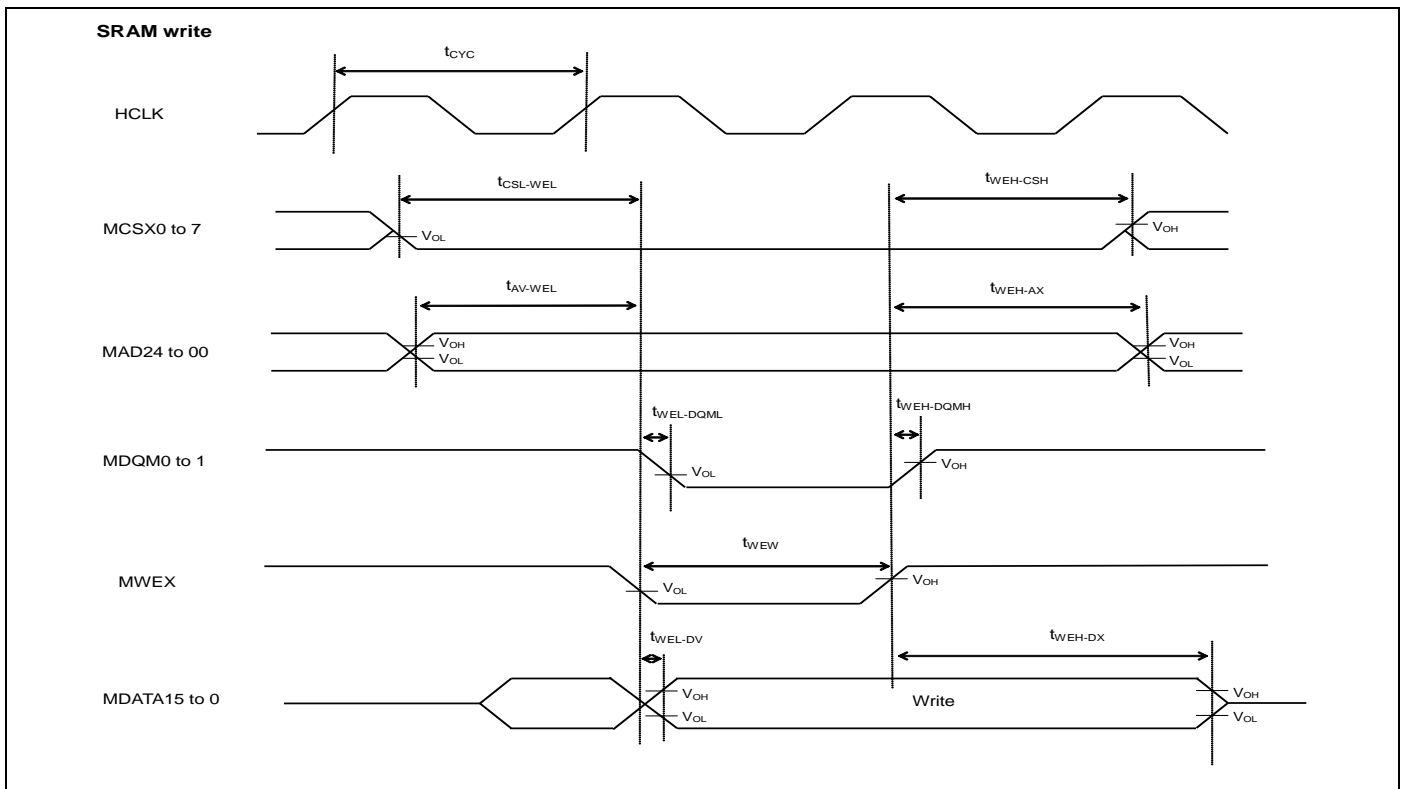 SRAM write
tCYC
HCLK
tCSL-WEL
tWEH-CSH
MCSX0 to 7
VOL
VOH
tAV-WEL
tWEH-AX
MAD24 to 00
VOH
VOL
VOH
VOL
tWEL-DQML
tWEH-DQMH
MDQM0 to 1
VOL
VOH
tWEW
MWEX
VOL
VOH
tWEL-DV
tWEH-DX
MDATA15 to 0
VOH
VOL
Write
VOH
VOL